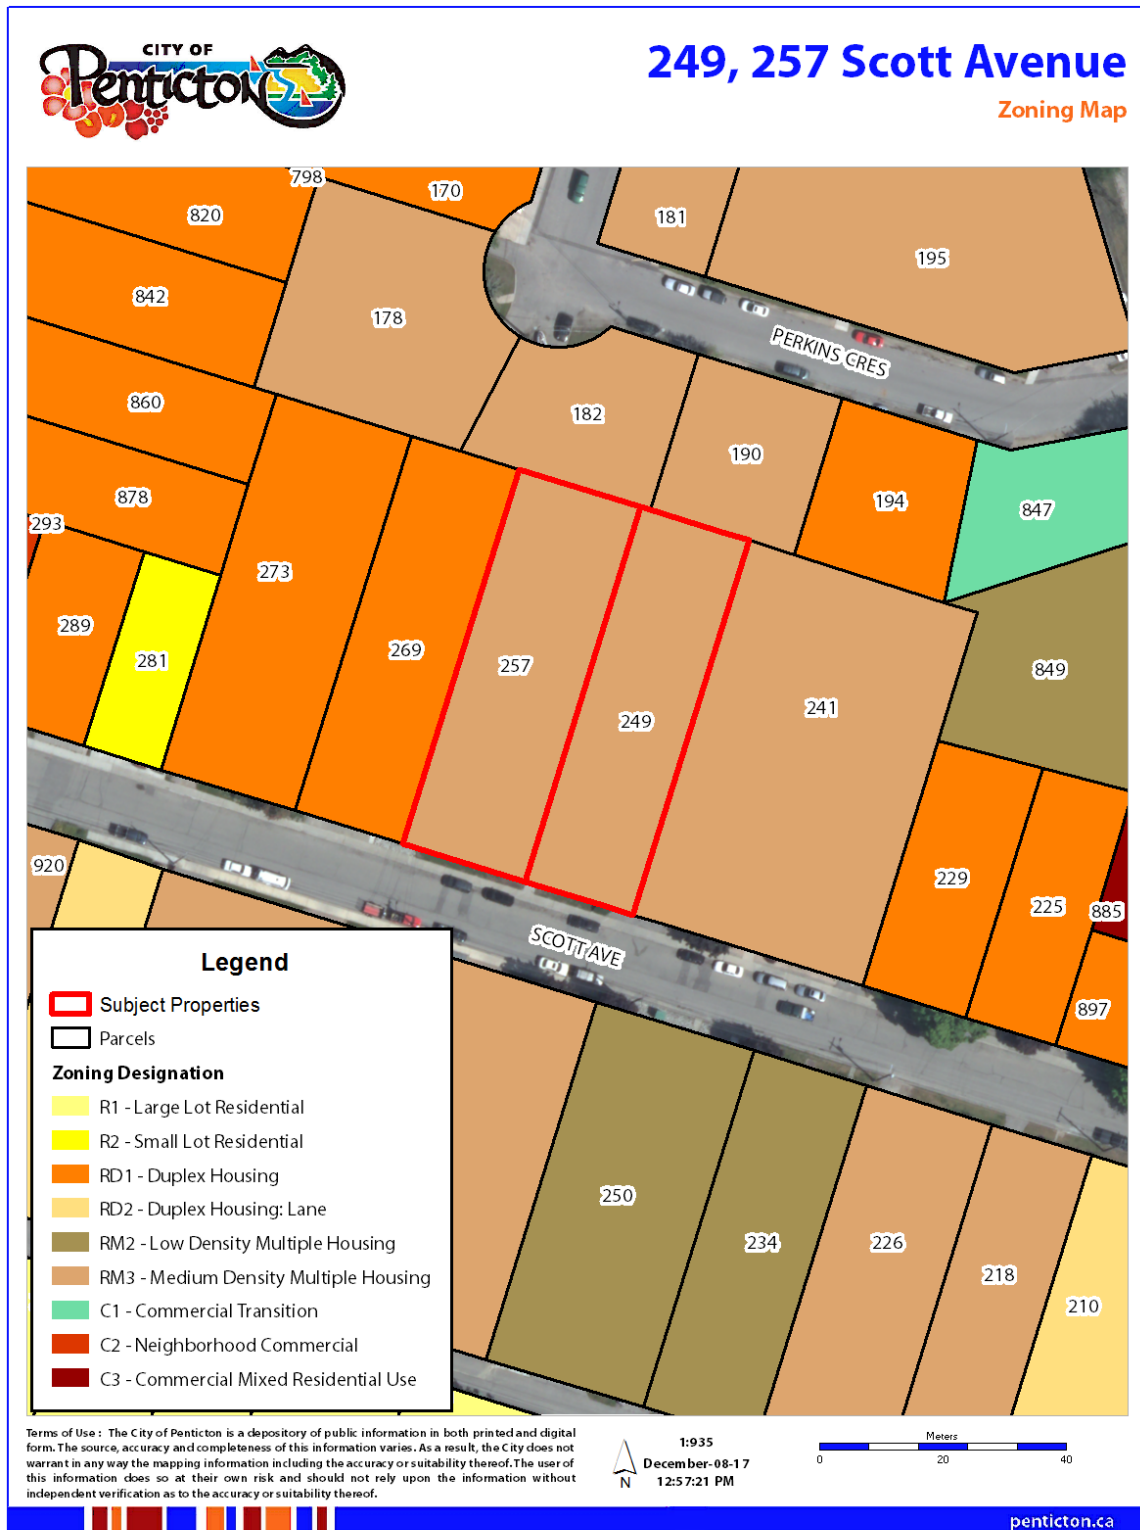 CITY OF
Penticton
249, 257 Scott Avenue
Zoning Map
798
170
820
181
195
842
178
PERKINS CRES
860
182
190
878
194
847
293
273
289
281
269
257
249
241
849
229
225
885
897
920
SCOTT AVE
250
234
226
218
210
Legend
Subject Properties
Parcels
Zoning Designation
R1 - Large Lot Residential
R2 - Small Lot Residential
RD1 - Duplex Housing
RD2 - Duplex Housing: Lane
RM2 - Low Density Multiple Housing
RM3 - Medium Density Multiple Housing
C1 - Commercial Transition
C2 - Neighborhood Commercial
C3 - Commercial Mixed Residential Use
Terms of Use : The City of Penticton is a depository of public information in both printed and digital
form. The source, accuracy and completeness of this information varies. As a result, the City does not
warrant in any way the mapping information including the accuracy or suitability thereof. The user of
this information does so at their own risk and should not rely upon the information without
independent verification as to the accuracy or suitability thereof.
N
1:935
December-08-17
12:57:21 PM
Meters
0 20 40
penticton.ca